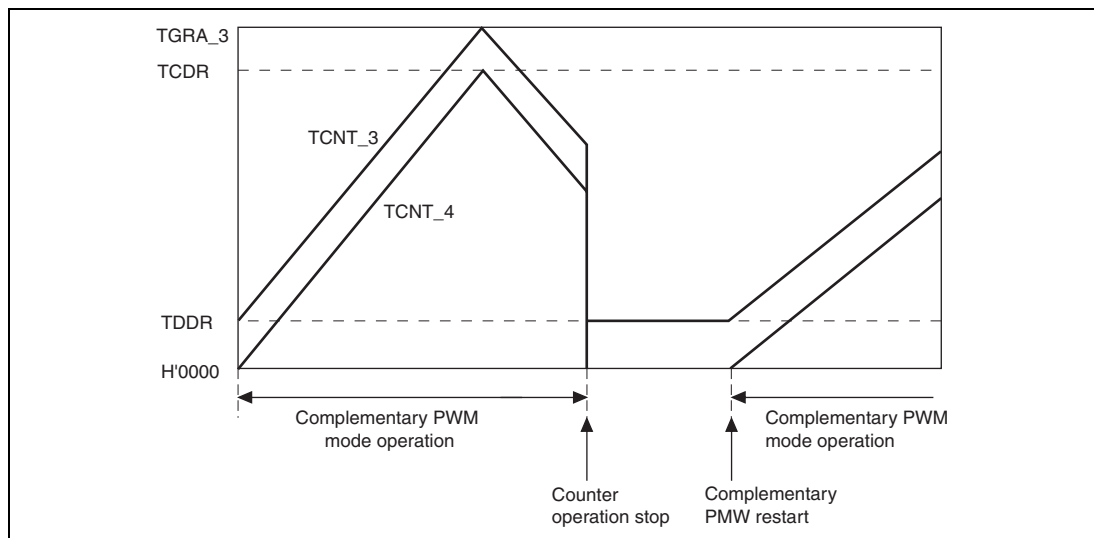 TGRA_3
TCDR
TCNT_3
TCNT_4
TDDR
H'0000
Complementary PWM
mode operation
Complementary PWM
mode operation
Counter
operation stop
Complementary
PMW restart